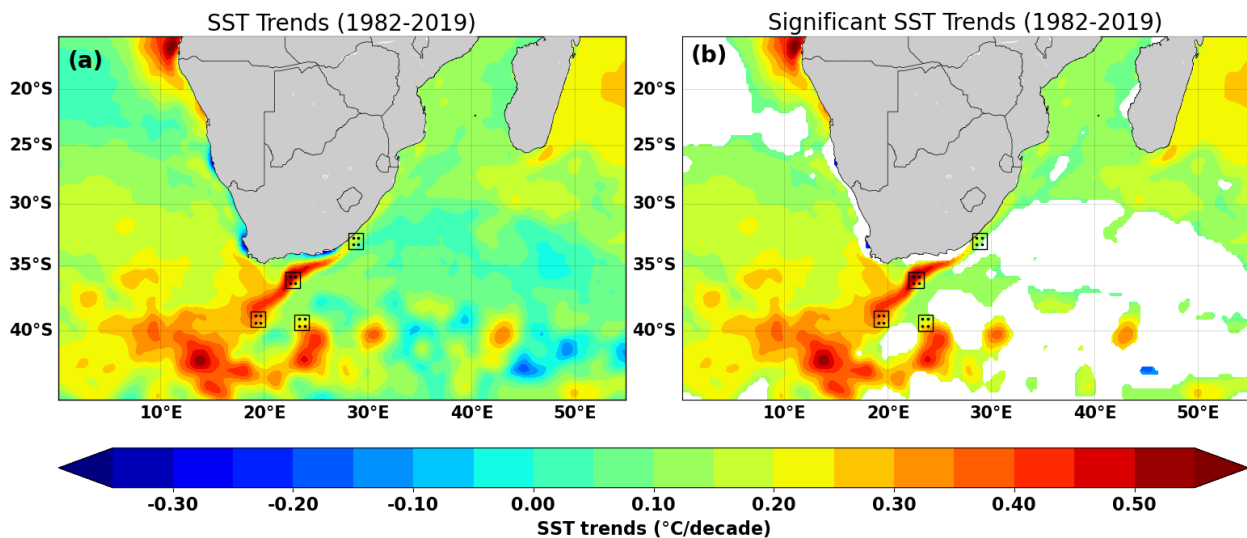 SST Trends (1982-2019)
Significant SST Trends (1982-2019)
(a)
(b)
20°S
25°S
30°S
35°S
40°S
20°S
25°S
30°S
35°S
40°S
10°E 20°E 30°E 40°E 50°E
10°E 20°E 30°E 40°E 50°E
-0.30 -0.20 -0.10 0.00 0.10 0.20 0.30 0.40 0.50
SST trends (°C/decade)